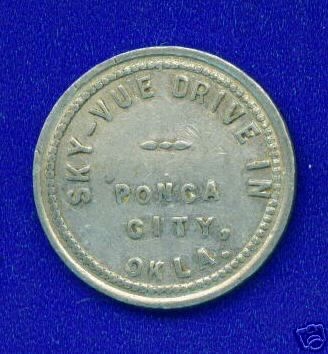 SKY-VUE DRIVE IN
PONCA
CITY,
OKLA.